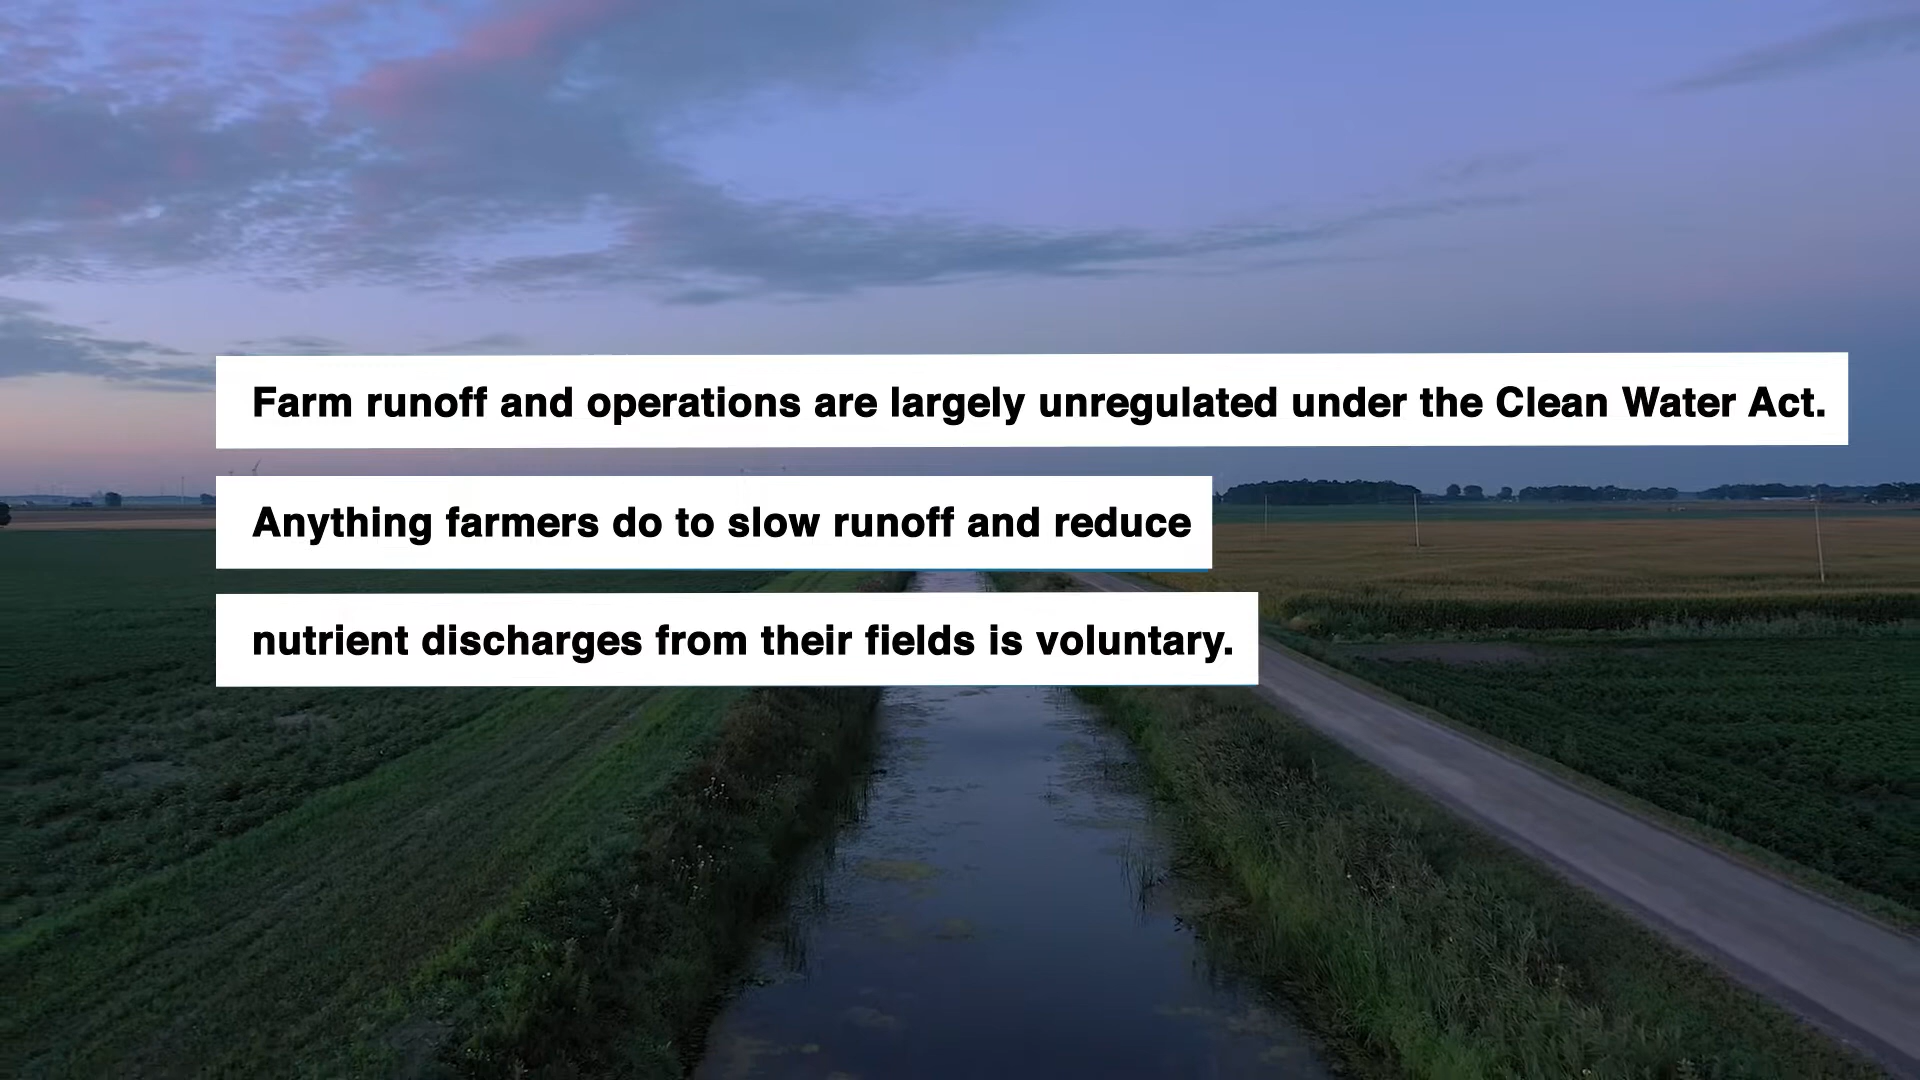 Farm runoff and operations are largely unregulated under the Clean Water Act.
Anything farmers do to slow runoff and reduce
nutrient discharges from their fields is voluntary.